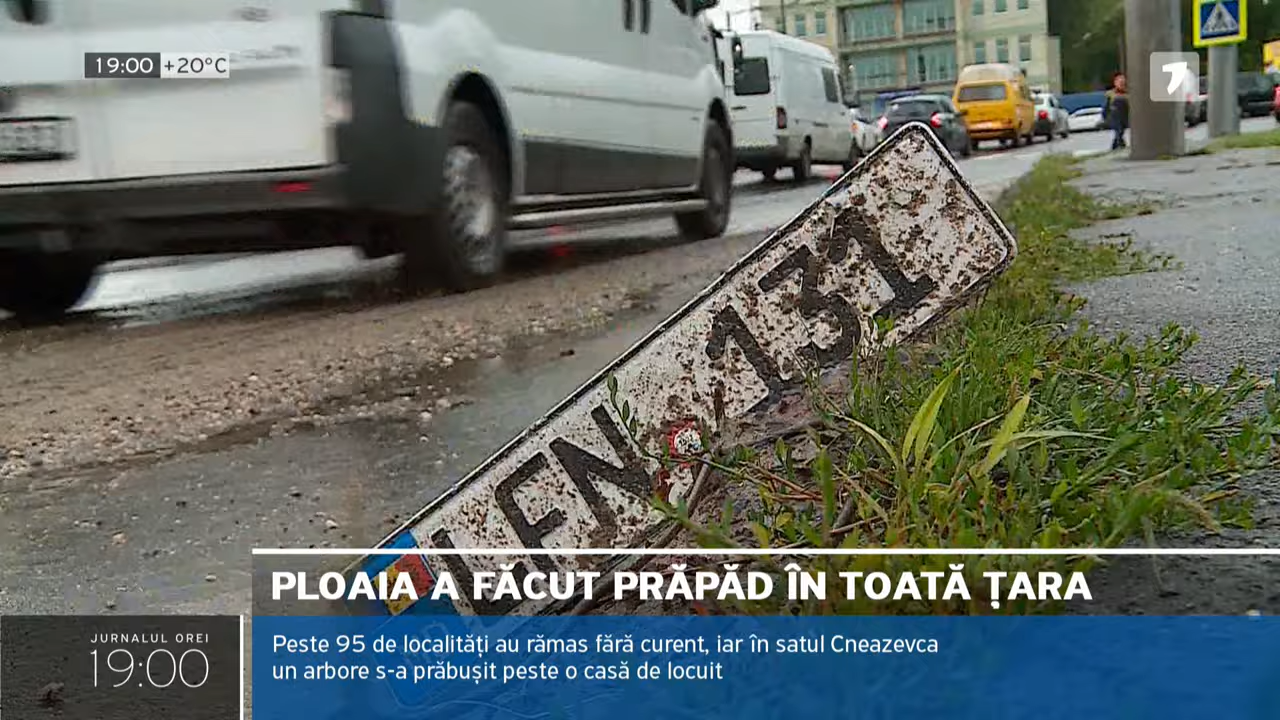 19:00 +20°C
7
LFN 131
PLOAIA A FĂCUT PRĂPĂD ÎN TOATĂ ȚARA
JURNALUL OREI
19:00
Peste 95 de localități au rămas fără curent, iar în satul Cneazevca
un arbore s-a prăbușit peste o casă de locuit